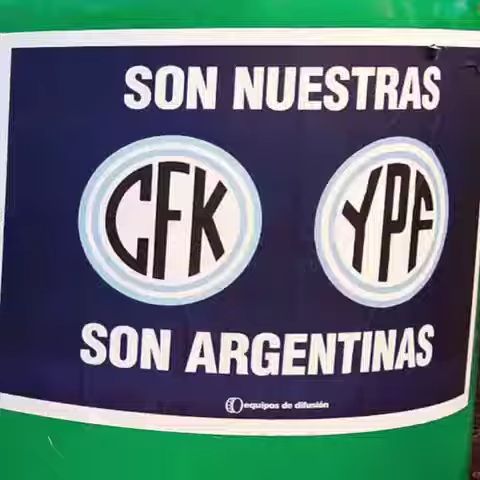 SON NUESTRAS
CFK YPF
SON ARGENTINAS
equipos de difusión